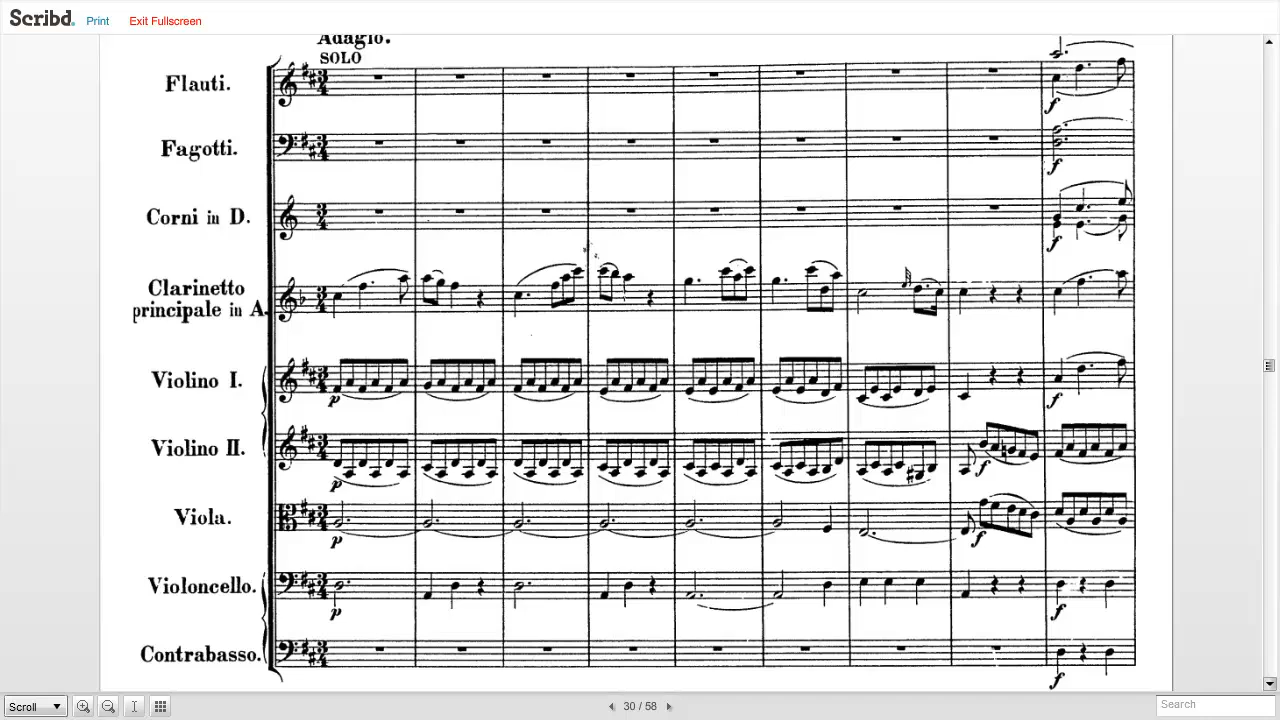 Scribd. Print Exit Fullscreen
Adagio.
SOLO
Flauti.
f
Fagotti.
f
Corni in D.
f
Clarinetto
principale in A.
Violino I.
p f
Violino II.
p f
Viola.
p f
Violoncello.
p f
Contrabasso.
f
Scroll 30 / 58 Search